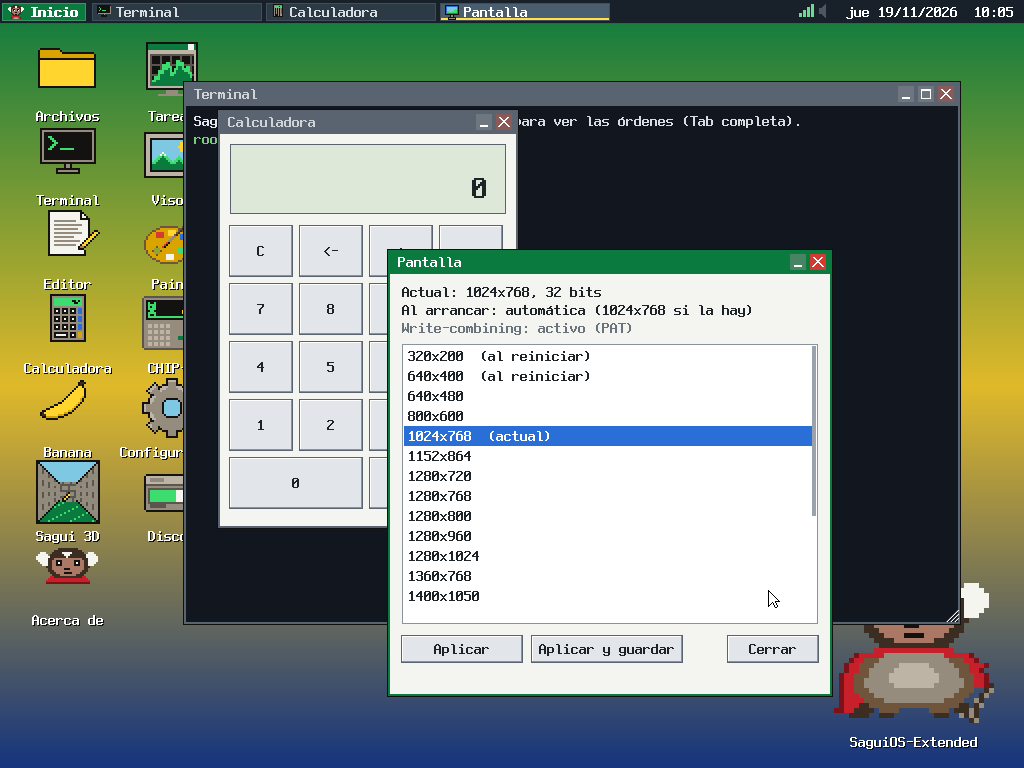 Inicio
Terminal
Calculadora
Pantalla
jue 19/11/2026 10:05
Archivos
Terminal
Editor
Calculadora
Banana
Sagui 3D
Acerca de
Terminal
para ver las órdenes (Tab completa).
Calculadora
0
C <-
7 8
4 5
1 2
0
Pantalla
Actual: 1024x768, 32 bits
Al arrancar: automática (1024x768 si la hay)
Write-combining: activo (PAT)
320x200 (al reiniciar)
640x400 (al reiniciar)
640x480
800x600
1024x768 (actual)
1152x864
1280x720
1280x768
1280x800
1280x960
1280x1024
1360x768
1400x1050
Aplicar
Aplicar y guardar
Cerrar
SaguiOS-Extended